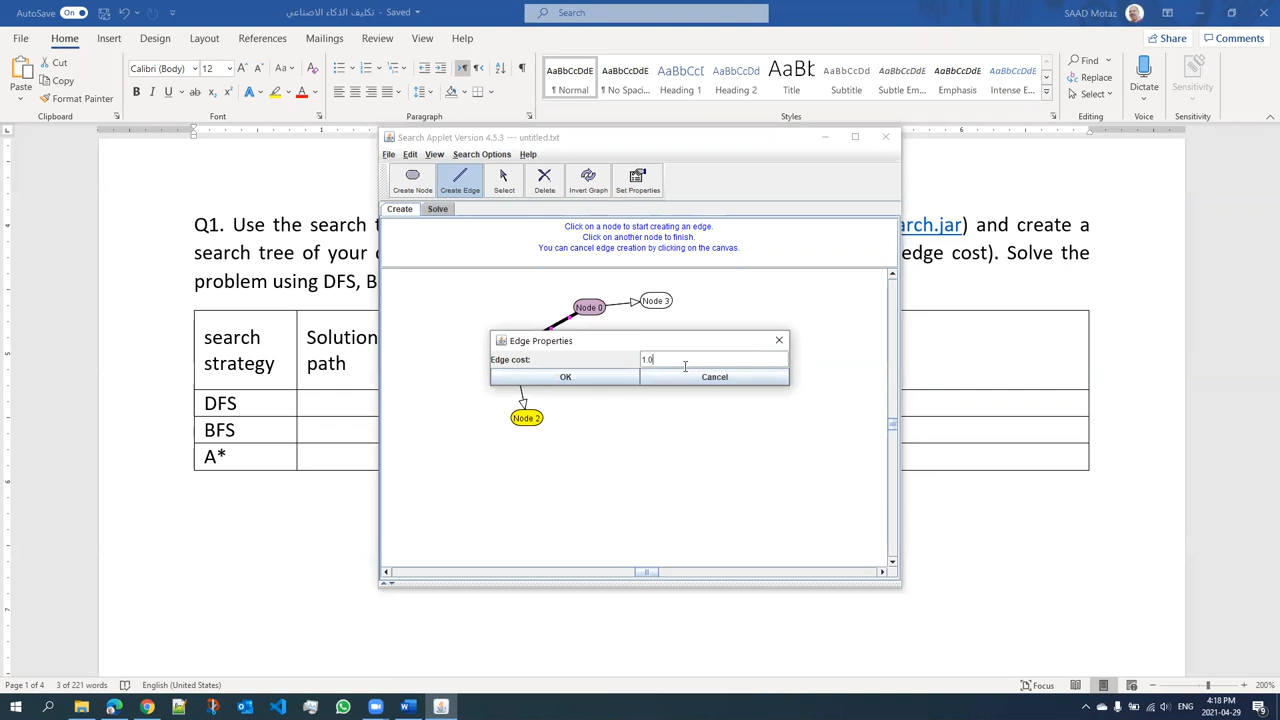 AutoSave On تكليف الذكاء الاصناعي - Saved Search SAAD Motaz
File Home Insert Design Layout References Mailings Review View Help Share Comments
Paste Cut Copy Format Painter
Calibri (Body) 12
AaBbCcDdE AaBbCcDdE AaBbCcDd AaBbCcDd AaBb AaBbCcDd AaBbCcDdE AaBbCcDdE AaBbCcDdE AaBbCcDdE
¶ Normal ¶ No Spaci... Heading 1 Heading 2 Title Subtitle Subtle Em... Emphasis Intense E...
Find Replace Select Dictate Sensitivity
Clipboard Font Paragraph Styles Editing Voice Sensitivity
Search Applet Version 4.5.3 --- untitled.txt
File Edit View Search Options Help
Create Node Create Edge Select Delete Invert Graph Set Properties
Create Solve
Click on a node to start creating an edge.
Click on another node to finish.
You can cancel edge creation by clicking on the canvas.
Node 0 Node 3
Edge Properties
Edge cost: 1.0
OK Cancel
Node 2
Q1. Use the search t arch.jar) and create a
search tree of your edge cost). Solve the
problem using DFS, B
search strategy Solution path
DFS
BFS
A*
Page 1 of 4 3 of 221 words English (United States) Focus 200%
4:18 PM
2021-04-29